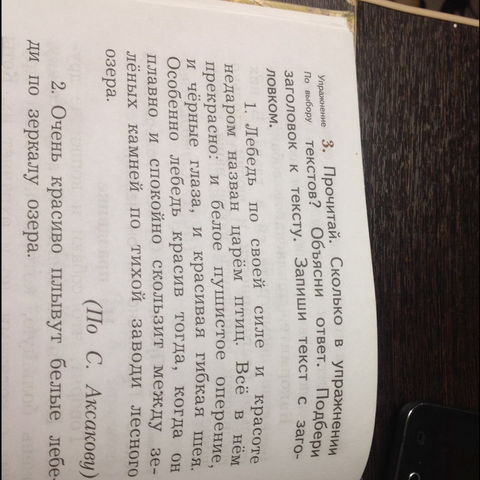 Упражнение 3. Прочитай. Сколько в упражнении
По выбору текстов? Объясни ответ. Подбери
заголовок к тексту. Запиши текст с заго-
ловком.
1. Лебедь по своей силе и красоте
недаром назван царём птиц. Всё в нём
прекрасно: и белое пушистое оперение,
и чёрные глаза, и красивая гибкая шея.
Особенно лебедь красив тогда, когда он
плавно и спокойно скользит между зе-
лёных камней по тихой заводи лесного
озера.
(По С. Аксакову)
2. Очень красиво плывут белые лебе-
ди по зеркалу озера.